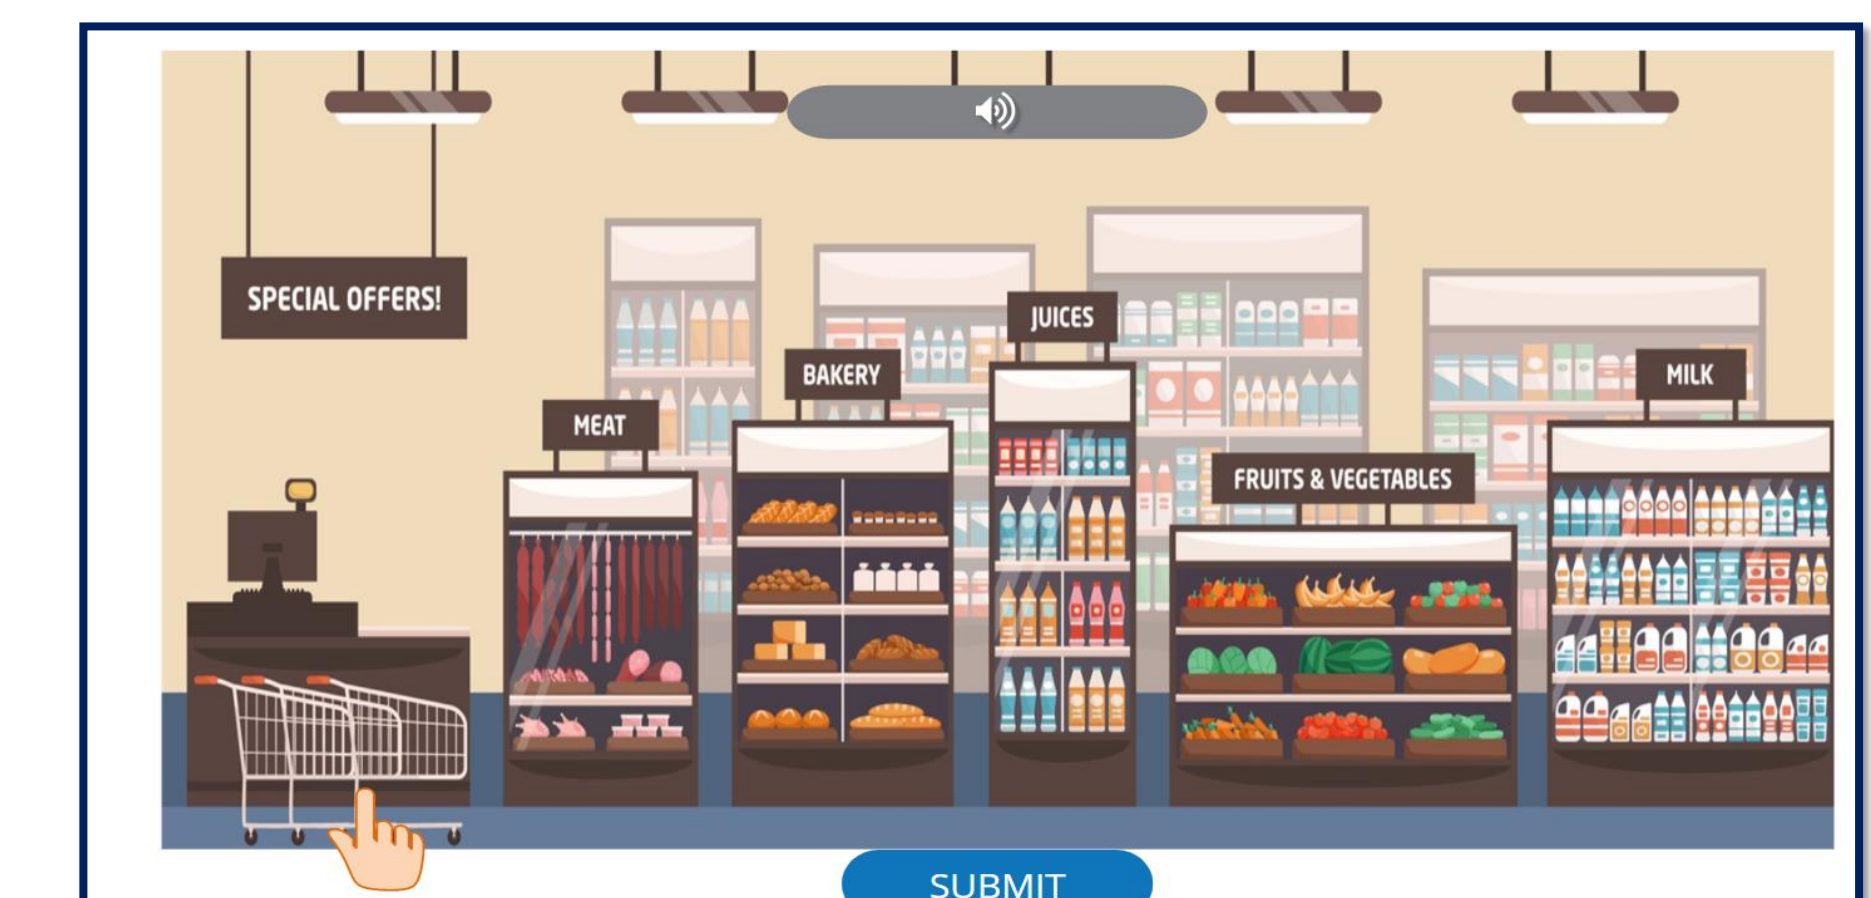 SPECIAL OFFERS!
MEAT
BAKERY
JUICES
FRUITS & VEGETABLES
MILK
SUBMIT